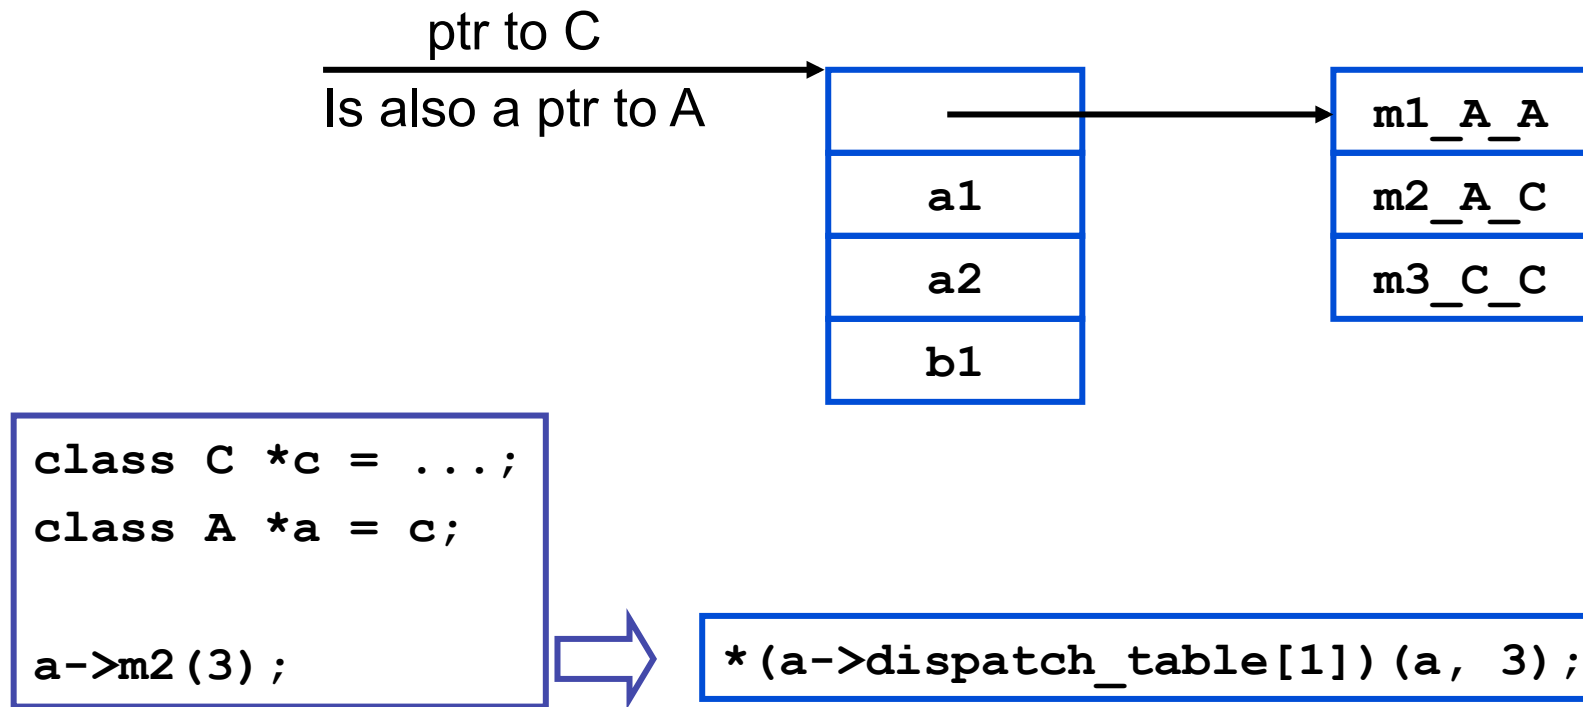 ptr to C
Is also a ptr to A
m1_A_A
a1
m2_A_C
a2
m3_C_C
b1
class C *c = ...;
class A *a = c;
a->m2(3);
*(a->dispatch_table[1])(a, 3);